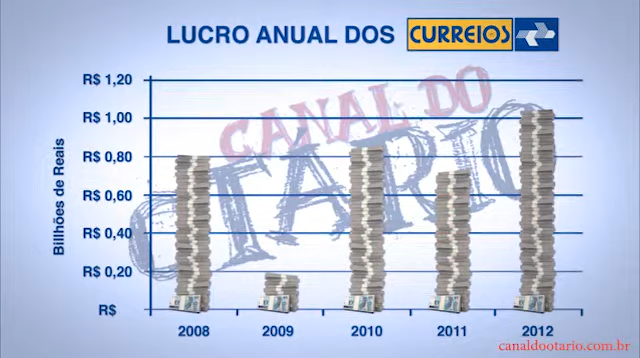 LUCRO ANUAL DOS CURREIOS
R$ 1,20
R$ 1,00
R$ 0,80
R$ 0,60
R$ 0,40
R$ 0,20
R$
Billhões de Reais
CANAL DO
OTÁRIO
2008 2009 2010 2011 2012
canaldootario.com.br